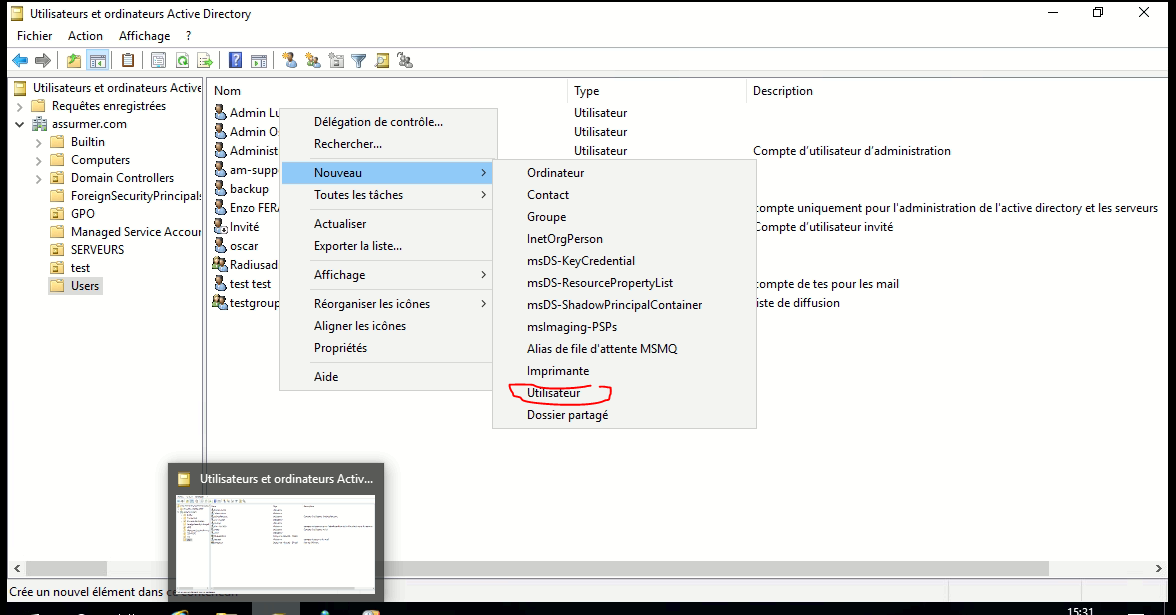 Utilisateurs et ordinateurs Active Directory
Fichier Action Affichage ?
Utilisateurs et ordinateurs Active
Requêtes enregistrées
assurmer.com
Builtin
Computers
Domain Controllers
ForeignSecurityPrincipals
GPO
Managed Service Accour
SERVEURS
test
Users
Nom Type Description
Admin Lu Utilisateur
Admin O Utilisateur
Administ Utilisateur Compte d'utilisateur d'administration
am-supp
backup
Enzo FERA compte uniquement pour l'administration de l'active directory et les serveurs
Invité Compte d'utilisateur invité
oscar
Radiusad
test test compte de tes pour les mail
testgroup liste de diffusion
Délégation de contrôle...
Rechercher...
Nouveau
Toutes les tâches
Actualiser
Exporter la liste...
Affichage
Réorganiser les icônes
Aligner les icônes
Propriétés
Aide
Ordinateur
Contact
Groupe
InetOrgPerson
msDS-KeyCredential
msDS-ResourcePropertyList
msDS-ShadowPrincipalContainer
msImaging-PSPs
Alias de file d'attente MSMQ
Imprimante
Utilisateur
Dossier partagé
Utilisateurs et ordinateurs Activ...
Crée un nouvel élément dans ce conteneur.
15:31